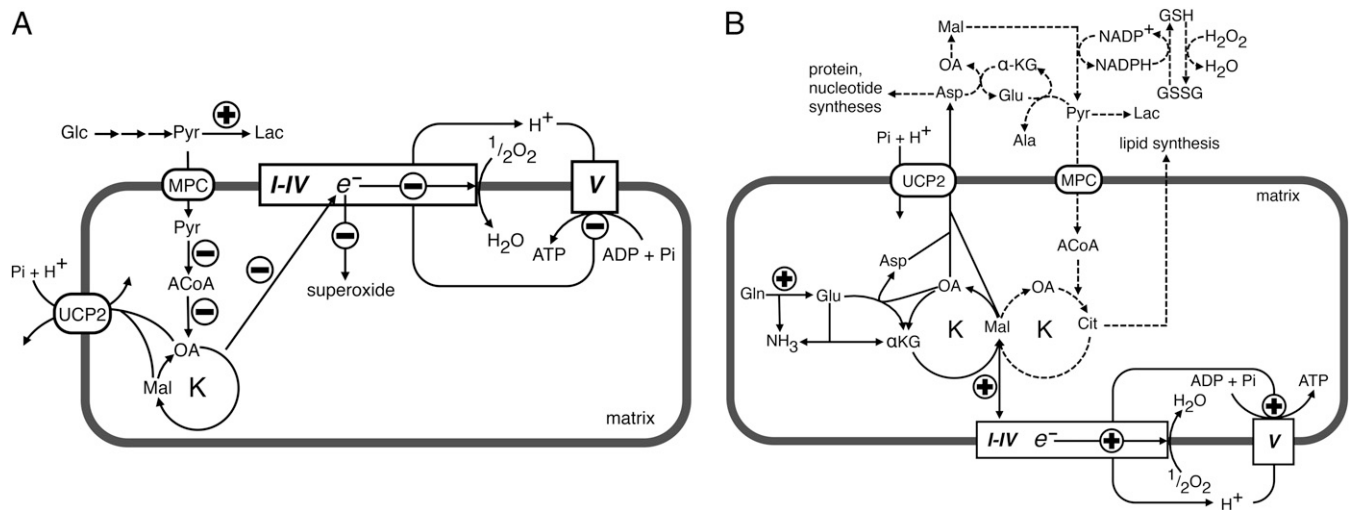 A
Glc Pyr Lac
MPC
Pyr
ACoA
Pi + H⁺
UCP2
OA
Mal
K
I-IV e⁻
superoxide
H⁺
1/2O₂
H₂O
V
ATP
ADP + Pi
matrix
B
Mal
OA
α-KG
Asp
Glu
protein,
nucleotide
syntheses
NADP⁺
NADPH
GSH
GSSG
H₂O₂
H₂O
Pyr
Lac
Ala
Pi + H⁺
UCP2
MPC
lipid synthesis
matrix
ACoA
Asp
Gln
Glu
NH₃
αKG
OA
K
Mal
OA
K
Cit
I-IV e⁻
H₂O
1/2O₂
H⁺
ADP + Pi
ATP
V